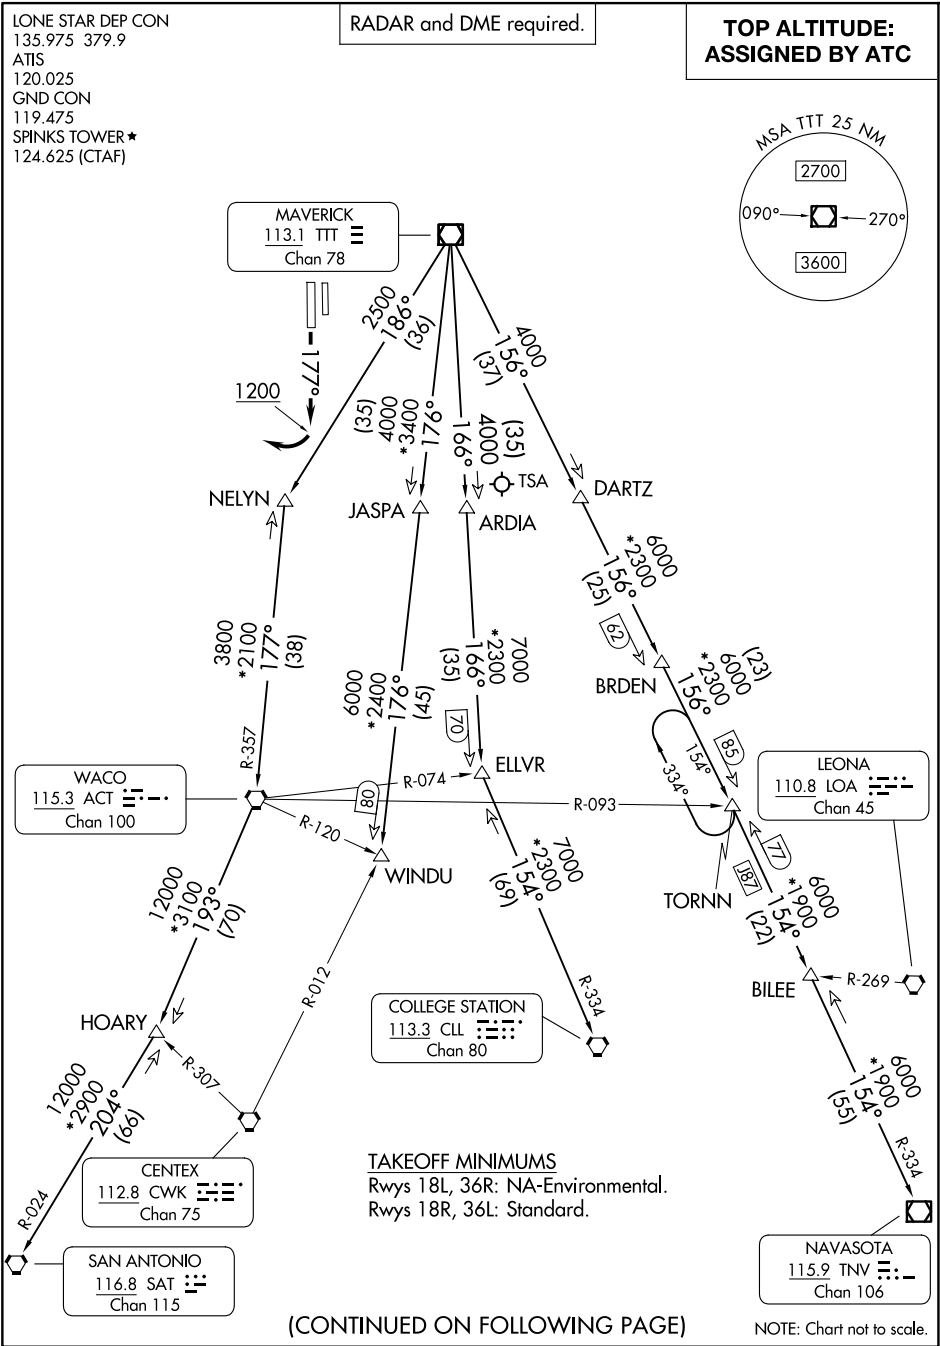 LONE STAR DEP CON
135.975 379.9
ATIS
120.025
GND CON
119.475
SPINKS TOWER★
124.625 (CTAF)
RADAR and DME required.
TOP ALTITUDE:
ASSIGNED BY ATC
MSA TTT 25 NM
2700
090°
270°
3600
MAVERICK
113.1 TTT
Chan 78
177°
1200
2500
186°
(36)
(35)
4000
*3400
176°
(35)
4000
166°
4000
156°
(37)
TSA
NELYN
JASPA
ARDIA
DARTZ
3800
*2100
177°
(38)
6000
*2400
176°
(45)
7000
*2300
166°
(35)
6000
*2300
156°
(25)
62
BRDEN
(23)
6000
*2300
156°
85
154°
334°
R-357
WACO
115.3 ACT
Chan 100
R-074
70
ELLVR
R-093
80
R-120
WINDU
LEONA
110.8 LOA
Chan 45
TORNN
77
J87
6000
*1900
154°
(22)
12000
*3100
193°
(70)
7000
*2300
154°
(69)
R-012
R-334
BILEE
R-269
HOARY
R-307
COLLEGE STATION
113.3 CLL
Chan 80
12000
*2900
204°
(66)
6000
*1900
154°
(55)
R-334
R-024
CENTEX
112.8 CWK
Chan 75
TAKEOFF MINIMUMS
Rwys 18L, 36R: NA-Environmental.
Rwys 18R, 36L: Standard.
SAN ANTONIO
116.8 SAT
Chan 115
NAVASOTA
115.9 TNV
Chan 106
(CONTINUED ON FOLLOWING PAGE)
NOTE: Chart not to scale.